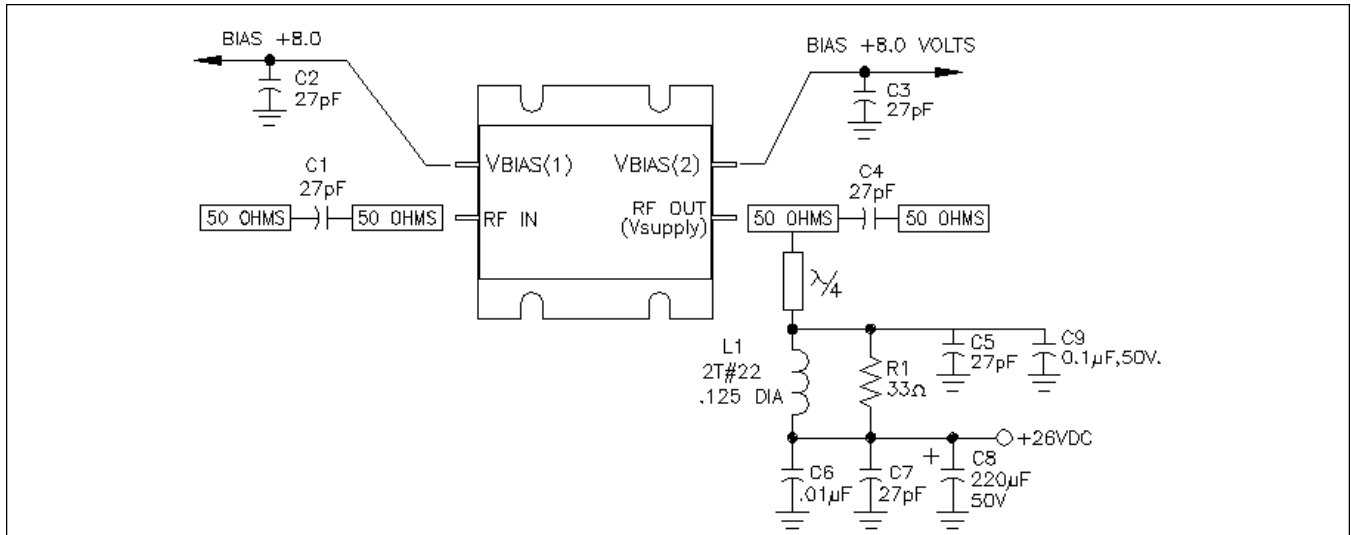 BIAS +8.0
C2
27pF
BIAS +8.0 VOLTS
C3
27pF
VBIAS(1)
VBIAS(2)
C1
27pF
50 OHMS
50 OHMS
RF IN
RF OUT
(Vsupply)
C4
27pF
50 OHMS
50 OHMS
λ/4
L1
2T#22
.125 DIA
R1
33Ω
C5
27pF
C9
0.1µF,50V.
+26VDC
C6
.01µF
C7
27pF
+
C8
220µF
50V